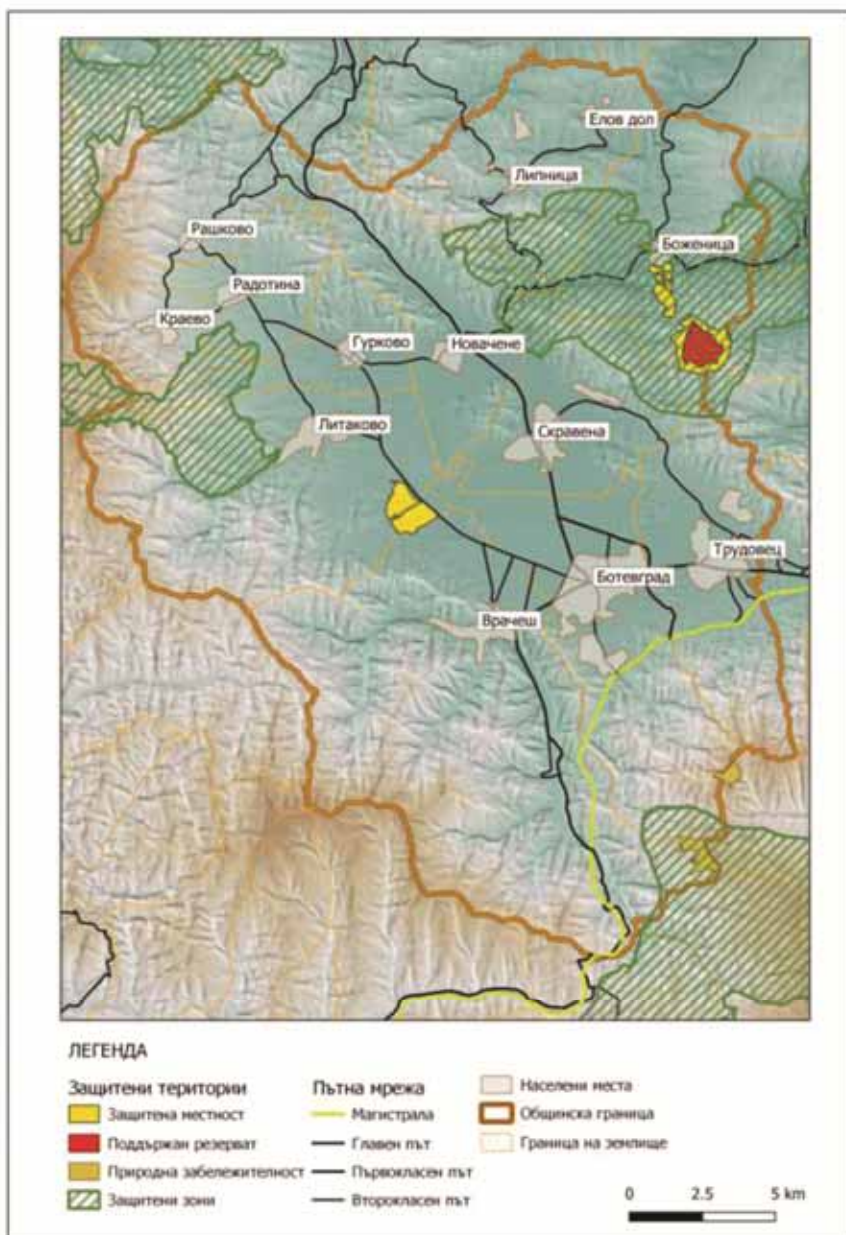 Елов дол
Липница
Рашково
Боженица
Радотина
Краево
Гурково
Новачене
Литаково
Скравена
Трудовец
Ботевград
Врачеш
ЛЕГЕНДА
Защитени територии
Защитена местност
Поддържан резерват
Природна забележителност
Защитени зони
Пътна мрежа
Магистрала
Главен път
Първокласен път
Второкласен път
Населени места
Общинска граница
Граница на землище
0 2.5 5 km